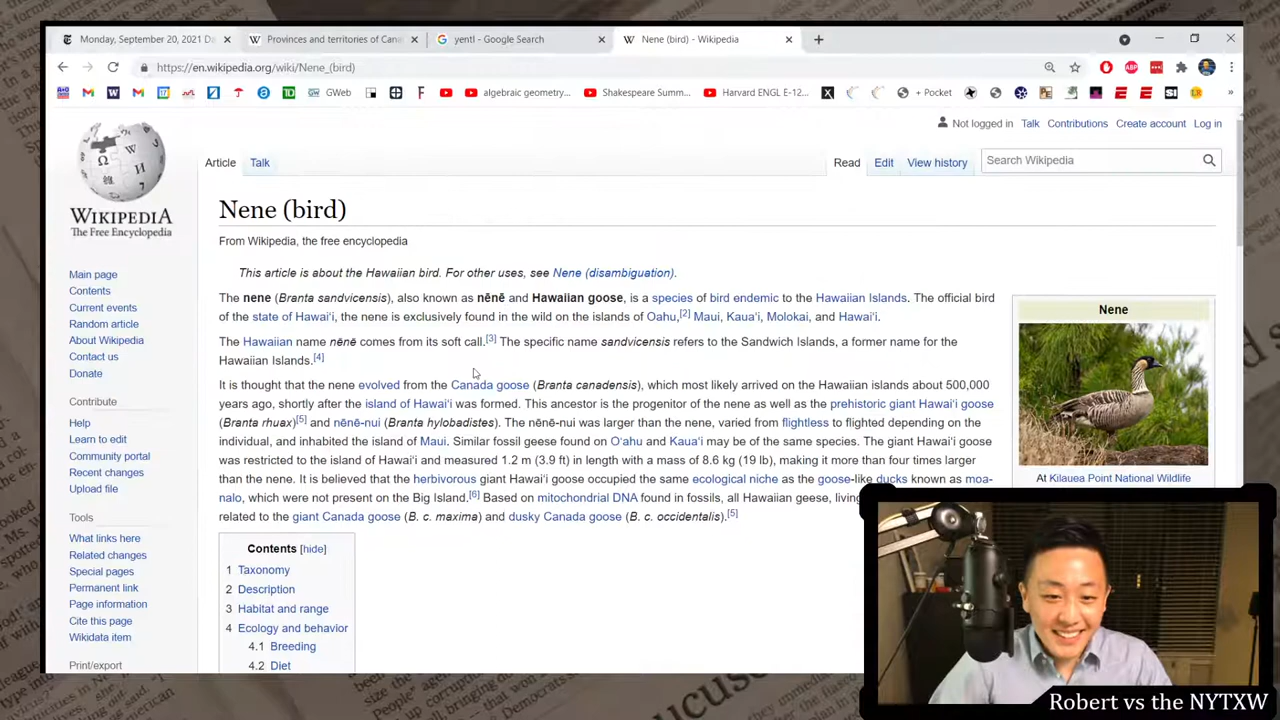 Monday, September 20, 2021 Da
Provinces and territories of Cana
yentl - Google Search
Nene (bird) - Wikipedia
https://en.wikipedia.org/wiki/Nene_(bird)
GWeb
algebraic geometry...
Shakespeare Summ...
Harvard ENGL E-12...
+ Pocket
Not logged in Talk Contributions Create account Log in
Article Talk
Read Edit View history
Search Wikipedia
WIKIPEDIA
The Free Encyclopedia
Main page
Contents
Current events
Random article
About Wikipedia
Contact us
Donate
Contribute
Help
Learn to edit
Community portal
Recent changes
Upload file
Tools
What links here
Related changes
Special pages
Permanent link
Page information
Cite this page
Wikidata item
Print/export
Nene (bird)
From Wikipedia, the free encyclopedia
This article is about the Hawaiian bird. For other uses, see Nene (disambiguation).
The nene (Branta sandvicensis), also known as nēnē and Hawaiian goose, is a species of bird endemic to the Hawaiian Islands. The official bird
of the state of Hawaiʻi, the nene is exclusively found in the wild on the islands of Oahu,[2] Maui, Kauaʻi, Molokai, and Hawaiʻi.
The Hawaiian name nēnē comes from its soft call.[3] The specific name sandvicensis refers to the Sandwich Islands, a former name for the
Hawaiian Islands.[4]
It is thought that the nene evolved from the Canada goose (Branta canadensis), which most likely arrived on the Hawaiian islands about 500,000
years ago, shortly after the island of Hawaiʻi was formed. This ancestor is the progenitor of the nene as well as the prehistoric giant Hawaiʻi goose
(Branta rhuax)[5] and nēnē-nui (Branta hylobadistes). The nēnē-nui was larger than the nene, varied from flightless to flighted depending on the
individual, and inhabited the island of Maui. Similar fossil geese found on Oʻahu and Kauaʻi may be of the same species. The giant Hawaiʻi goose
was restricted to the island of Hawaiʻi and measured 1.2 m (3.9 ft) in length with a mass of 8.6 kg (19 lb), making it more than four times larger
than the nene. It is believed that the herbivorous giant Hawaiʻi goose occupied the same ecological niche as the goose-like ducks known as moa-
nalo, which were not present on the Big Island.[6] Based on mitochondrial DNA found in fossils, all Hawaiian geese, livin
related to the giant Canada goose (B. c. maxima) and dusky Canada goose (B. c. occidentalis).[5]
Contents [hide]
1 Taxonomy
2 Description
3 Habitat and range
4 Ecology and behavior
4.1 Breeding
4.2 Diet
Nene
At Kilauea Point National Wildlife
Robert vs the NYTXW